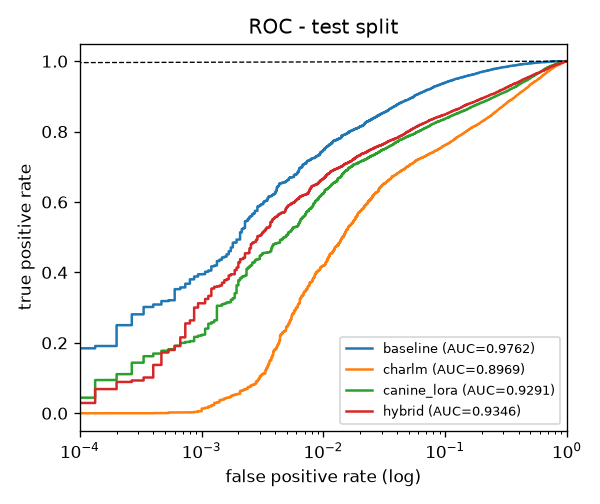 ROC - test split
true positive rate
1.0
0.8
0.6
0.4
0.2
0.0
baseline (AUC=0.9762)
charlm (AUC=0.8969)
canine_lora (AUC=0.9291)
hybrid (AUC=0.9346)
10⁻⁴ 10⁻³ 10⁻² 10⁻¹ 10⁰
false positive rate (log)